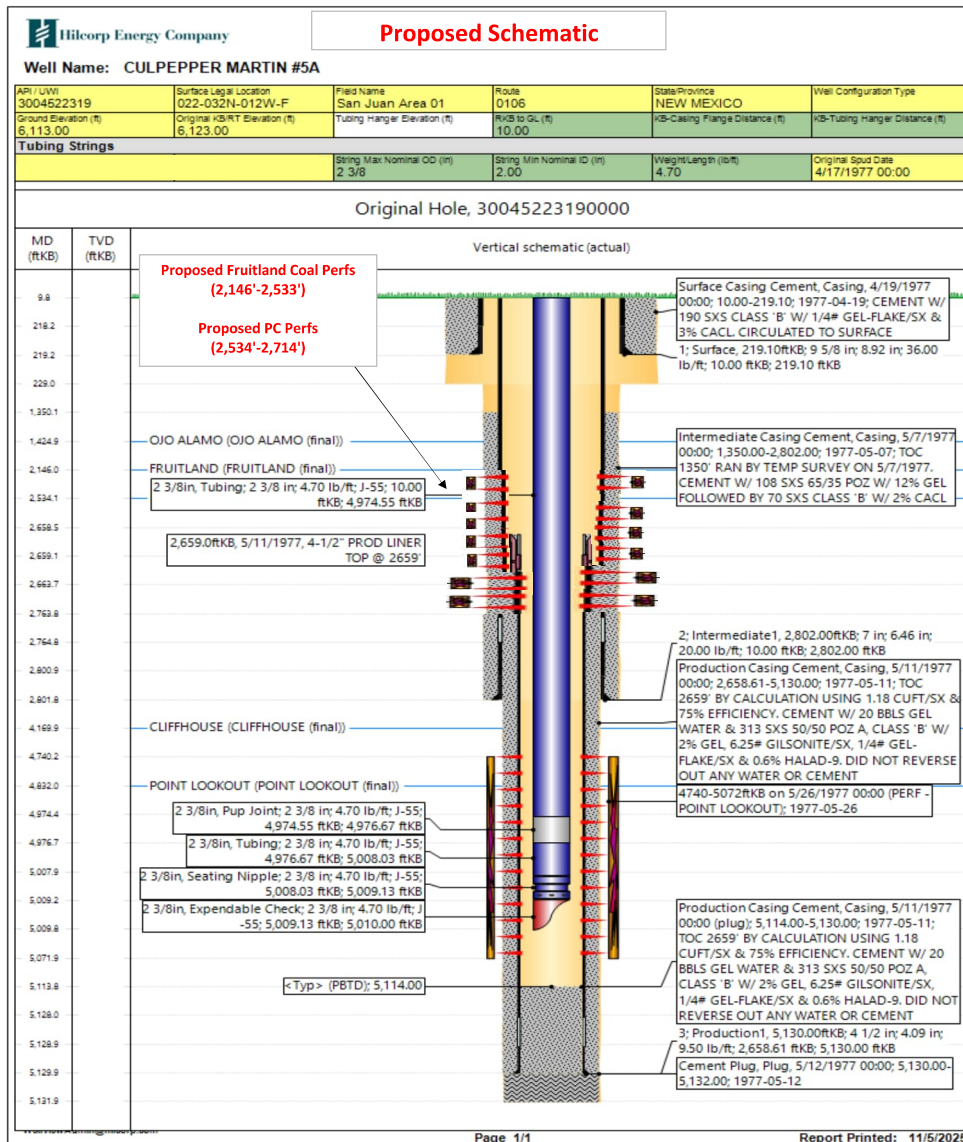 Hilcorp Energy Company
Proposed Schematic
Well Name: CULPEPPER MARTIN #5A
API / UWI
3004522319
Surface Legal Location
022-032N-012W-F
Field Name
San Juan Area 01
Route
0106
State/Province
NEW MEXICO
Well Configuration Type
Ground Elevation (ft)
6,113.00
Original KB/RT Elevation (ft)
6,123.00
Tubing Hanger Elevation (ft)
RKB to GL (ft)
10.00
KB-Casing Flange Distance (ft)
KB-Tubing Hanger Distance (ft)
Tubing Strings
String Max Nominal OD (in)
2 3/8
String Min Nominal ID (in)
2.00
Weight/Length (lb/ft)
4.70
Original Spud Date
4/17/1977 00:00
Original Hole, 30045223190000
MD
(ftKB)
TVD
(ftKB)
Vertical schematic (actual)
Proposed Fruitland Coal Perfs
(2,146'-2,533')
Proposed PC Perfs
(2,534'-2,714')
9.8
218.2
219.2
229.0
1,350.1
1,424.9
2,146.0
2,534.1
2,658.5
2,659.1
2,663.7
2,763.8
2,764.8
2,800.9
2,801.8
4,169.9
4,740.2
4,832.0
4,974.4
4,976.7
5,007.9
5,009.2
5,009.8
5,071.9
5,113.8
5,128.0
5,128.9
5,129.9
5,131.9
OJO ALAMO (OJO ALAMO (final))
FRUITLAND (FRUITLAND (final))
2 3/8in, Tubing; 2 3/8 in; 4.70 lb/ft; J-55; 10.00
ftKB; 4,974.55 ftKB
2,659.0ftKB, 5/11/1977, 4-1/2" PROD LINER
TOP @ 2659'
CLIFFHOUSE (CLIFFHOUSE (final))
POINT LOOKOUT (POINT LOOKOUT (final))
2 3/8in, Pup Joint; 2 3/8 in; 4.70 lb/ft; J-55;
4,974.55 ftKB; 4,976.67 ftKB
2 3/8in, Tubing; 2 3/8 in; 4.70 lb/ft; J-55;
4,976.67 ftKB; 5,008.03 ftKB
2 3/8in, Seating Nipple; 2 3/8 in; 4.70 lb/ft; J-55;
5,008.03 ftKB; 5,009.13 ftKB
2 3/8in, Expendable Check; 2 3/8 in; 4.70 lb/ft; J
-55; 5,009.13 ftKB; 5,010.00 ftKB
<Typ> (PBTD); 5,114.00
Surface Casing Cement, Casing, 4/19/1977
00:00; 10.00-219.10; 1977-04-19; CEMENT W/
190 SXS CLASS 'B' W/ 1/4# GEL-FLAKE/SX &
3% CACL. CIRCULATED TO SURFACE
1; Surface, 219.10ftKB; 9 5/8 in; 8.92 in; 36.00
lb/ft; 10.00 ftKB; 219.10 ftKB
Intermediate Casing Cement, Casing, 5/7/1977
00:00; 1,350.00-2,802.00; 1977-05-07; TOC
1350' RAN BY TEMP SURVEY ON 5/7/1977.
CEMENT W/ 108 SXS 65/35 POZ W/ 12% GEL
FOLLOWED BY 70 SXS CLASS 'B' W/ 2% CACL
2; Intermediate1, 2,802.00ftKB; 7 in; 6.46 in;
20.00 lb/ft; 10.00 ftKB; 2,802.00 ftKB
Production Casing Cement, Casing, 5/11/1977
00:00; 2,658.61-5,130.00; 1977-05-11; TOC
2659' BY CALCULATION USING 1.18 CUFT/SX &
75% EFFICIENCY. CEMENT W/ 20 BBLS GEL
WATER & 313 SXS 50/50 POZ A, CLASS 'B' W/
2% GEL, 6.25# GILSONITE/SX, 1/4# GEL-
FLAKE/SX & 0.6% HALAD-9. DID NOT REVERSE
OUT ANY WATER OR CEMENT
4740-5072ftKB on 5/26/1977 00:00 (PERF -
POINT LOOKOUT); 1977-05-26
Production Casing Cement, Casing, 5/11/1977
00:00 (plug); 5,114.00-5,130.00; 1977-05-11;
TOC 2659' BY CALCULATION USING 1.18
CUFT/SX & 75% EFFICIENCY. CEMENT W/ 20
BBLS GEL WATER & 313 SXS 50/50 POZ A,
CLASS 'B' W/ 2% GEL, 6.25# GILSONITE/SX,
1/4# GEL-FLAKE/SX & 0.6% HALAD-9. DID NOT
REVERSE OUT ANY WATER OR CEMENT
3; Production1, 5,130.00ftKB; 4 1/2 in; 4.09 in;
9.50 lb/ft; 2,658.61 ftKB; 5,130.00 ftKB
Cement Plug, Plug, 5/12/1977 00:00; 5,130.00-
5,132.00; 1977-05-12
Page 1/1
Report Printed: 11/5/202